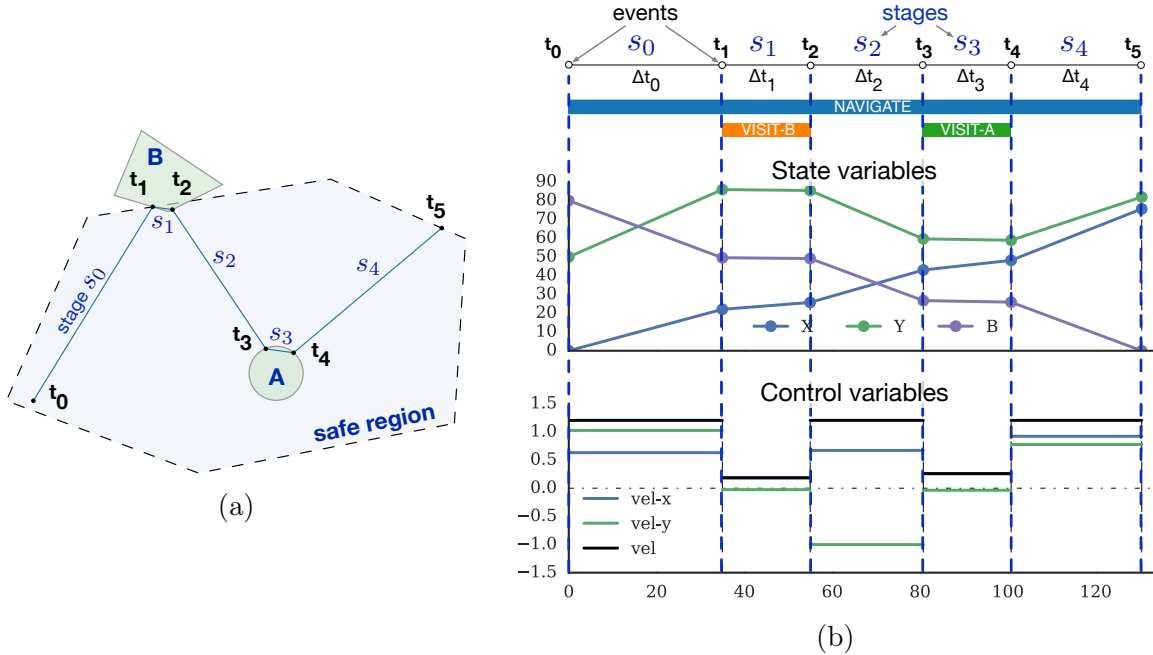 B
t1 t2
s1
t5
s2
s4
stage s0
t3 s3 t4
A
t0
safe region
(a)
events stages
t0 s0 t1 s1 t2 s2 t3 s3 t4 s4 t5
Δt0 Δt1 Δt2 Δt3 Δt4
NAVIGATE
VISIT-B VISIT-A
State variables
90
80
70
60
50
40
30
20
10
0
X Y B
Control variables
1.5
1.0
0.5
0.0
−0.5
−1.0
−1.5
vel-x
vel-y
vel
0 20 40 60 80 100 120
(b)